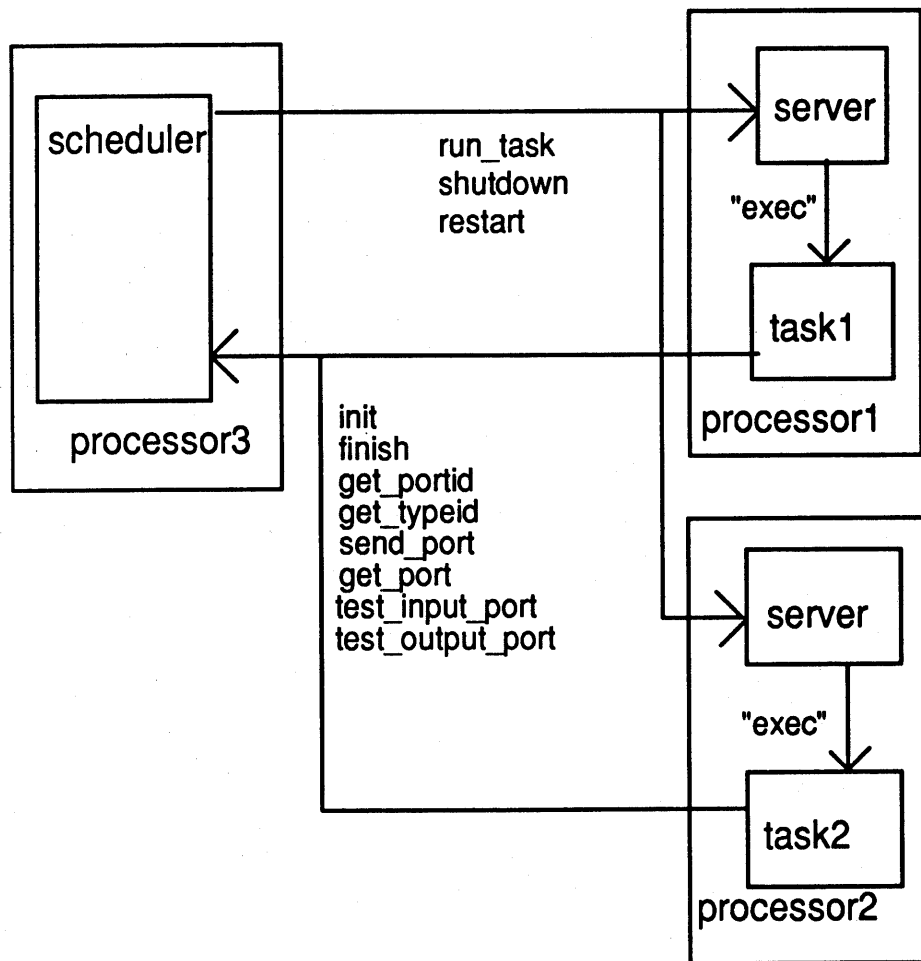 scheduler
processor3
run_task
shutdown
restart
server
"exec"
task1
processor1
init
finish
get_portid
get_typeid
send_port
get_port
test_input_port
test_output_port
server
"exec"
task2
processor2